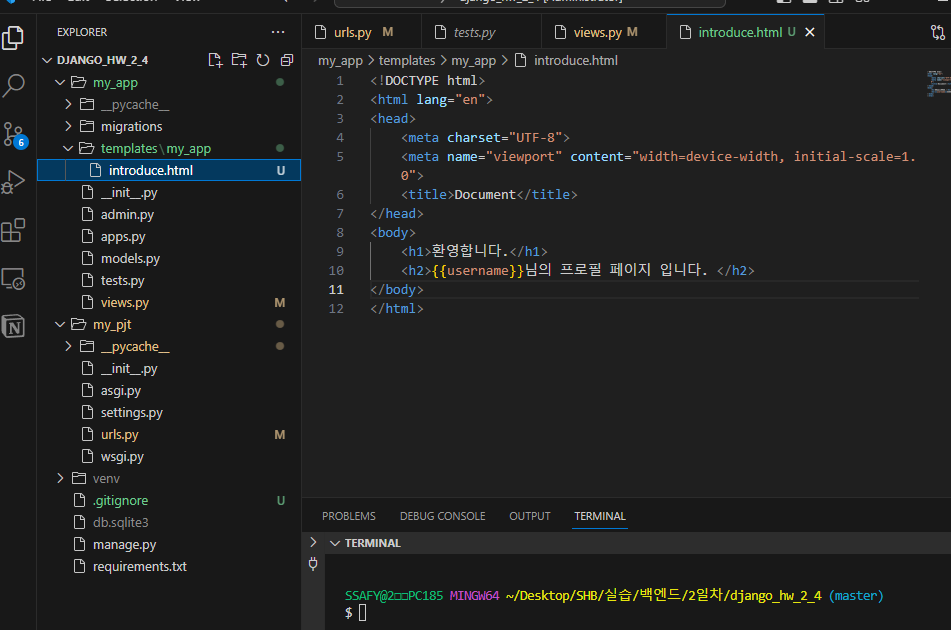 EXPLORER
DJANGO_HW_2_4
my_app
__pycache__
migrations
templates\my_app
introduce.html U
__init__.py
admin.py
apps.py
models.py
tests.py
views.py M
my_pjt
__pycache__
__init__.py
asgi.py
settings.py
urls.py M
wsgi.py
venv
.gitignore U
db.sqlite3
manage.py
requirements.txt
6
urls.py M
tests.py
views.py M
introduce.html U
my_app > templates > my_app > introduce.html
1 <!DOCTYPE html>
2 <html lang="en">
3 <head>
4 <meta charset="UTF-8">
5 <meta name="viewport" content="width=device-width, initial-scale=1.
0">
6 <title>Document</title>
7 </head>
8 <body>
9 <h1>환영합니다.</h1>
10 <h2>{{username}}님의 프로필 페이지 입니다. </h2>
11 </body>
12 </html>
PROBLEMS DEBUG CONSOLE OUTPUT TERMINAL
TERMINAL
SSAFY@2□□PC185 MINGW64 ~/Desktop/SHB/실습/백엔드/2일차/django_hw_2_4 (master)
$